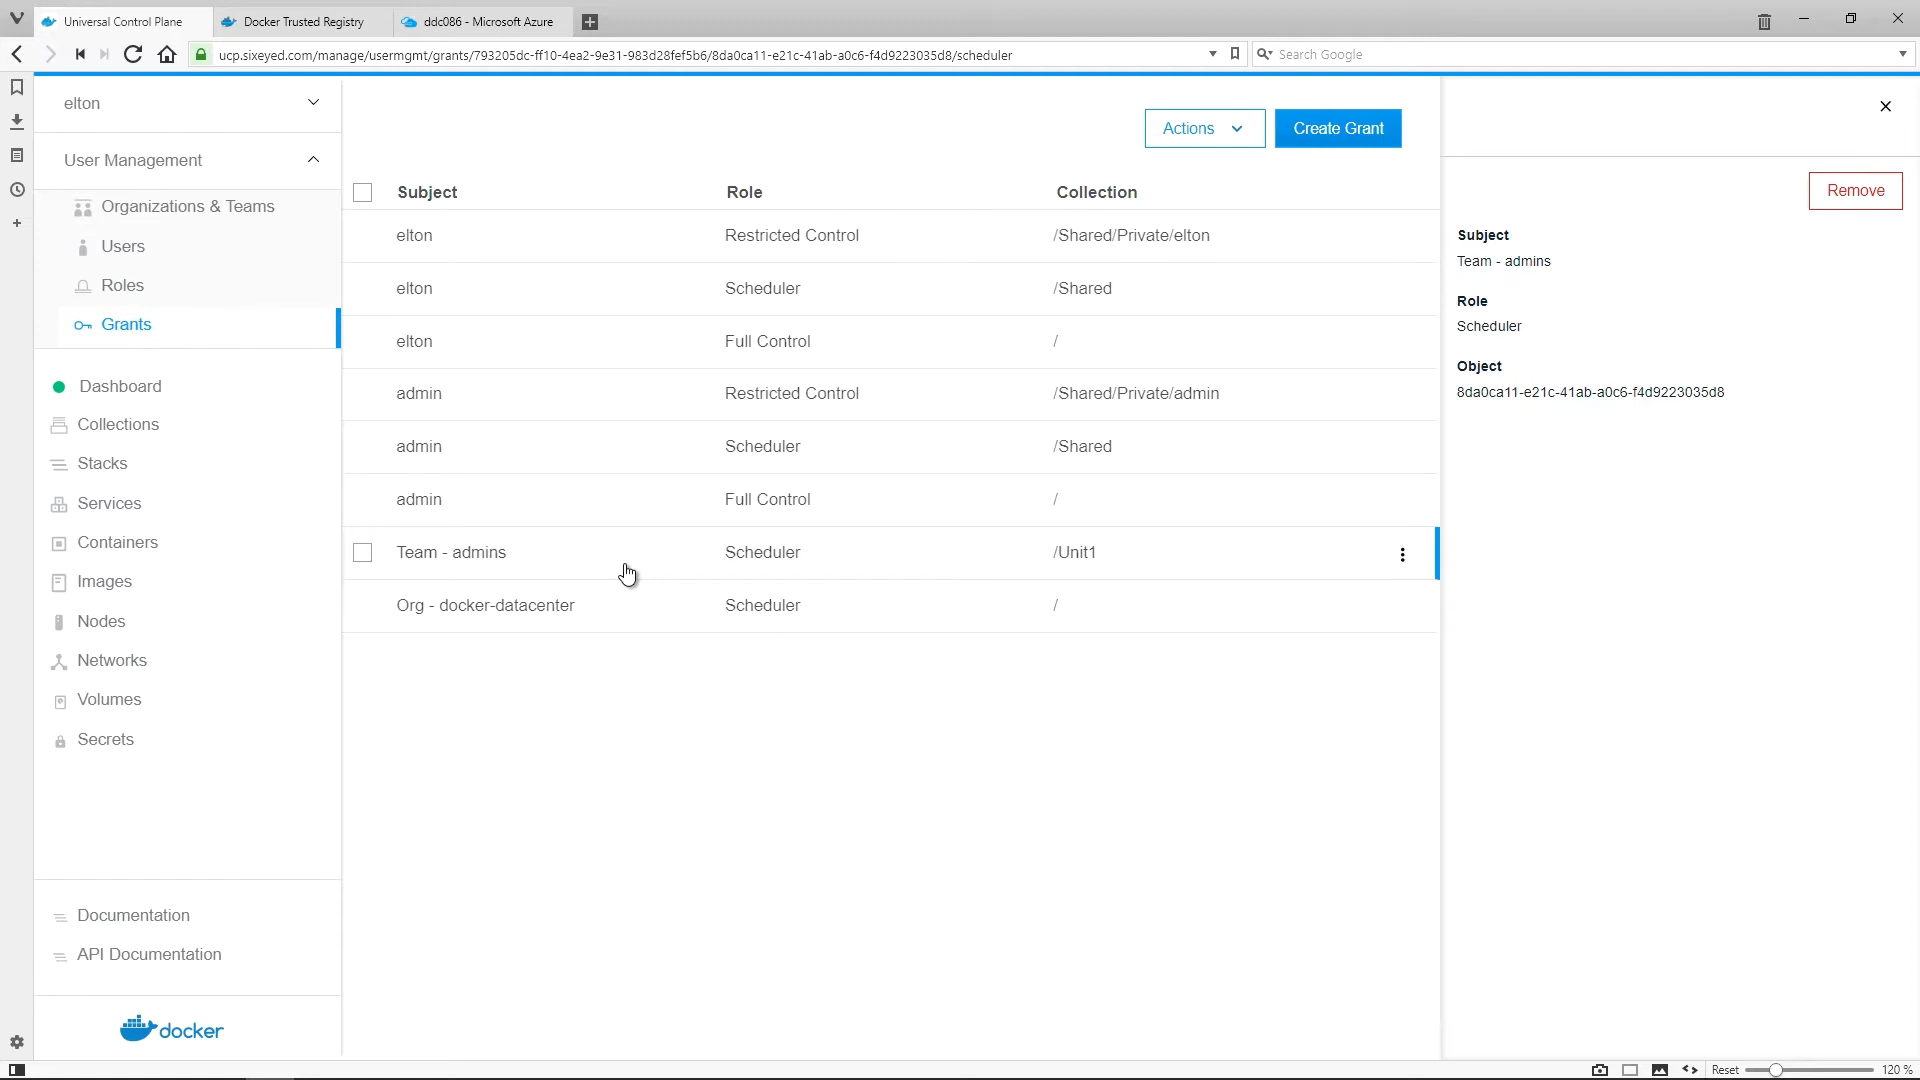 Universal Control Plane
Docker Trusted Registry
ddc086 - Microsoft Azure
ucp.sixeyed.com/manage/usermgmt/grants/793205dc-ff10-4ea2-9e31-983d28fef5b6/8da0ca11-e21c-41ab-a0c6-f4d9223035d8/scheduler
Search Google
elton
User Management
Organizations & Teams
Users
Roles
Grants
Dashboard
Collections
Stacks
Services
Containers
Images
Nodes
Networks
Volumes
Secrets
Documentation
API Documentation
docker
Actions
Create Grant
Subject Role Collection
elton Restricted Control /Shared/Private/elton
elton Scheduler /Shared
elton Full Control /
admin Restricted Control /Shared/Private/admin
admin Scheduler /Shared
admin Full Control /
Team - admins Scheduler /Unit1
Org - docker-datacenter Scheduler /
Remove
Subject
Team - admins
Role
Scheduler
Object
8da0ca11-e21c-41ab-a0c6-f4d9223035d8
Reset
120 %